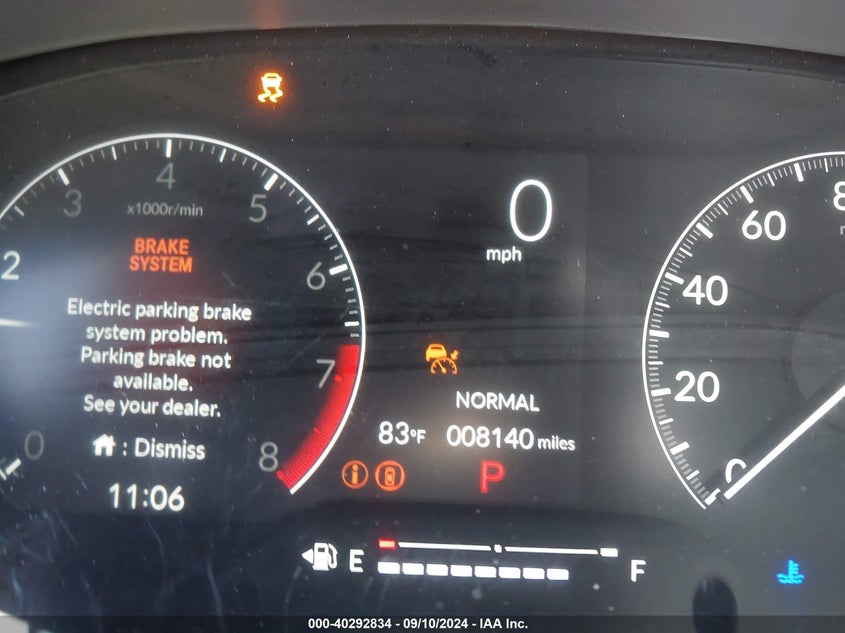 0
mph
4
3
5
x1000r/min
2
BRAKE
SYSTEM
6
Electric parking brake
system problem.
Parking brake not
available.
See your dealer.
7
0
: Dismiss
8
11:06
NORMAL
83°F 008140 miles
P
E
F
8
60
40
20
0
000-40292834 - 09/10/2024 - IAA Inc.